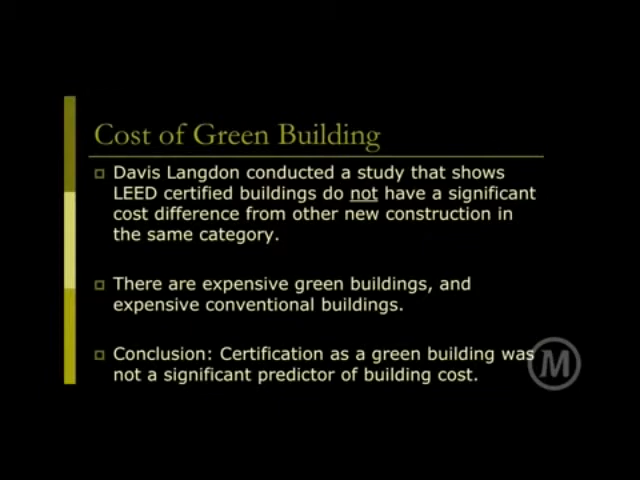 Cost of Green Building
Davis Langdon conducted a study that shows
LEED certified buildings do not have a significant
cost difference from other new construction in
the same category.
There are expensive green buildings, and
expensive conventional buildings.
Conclusion: Certification as a green building was
not a significant predictor of building cost.
M